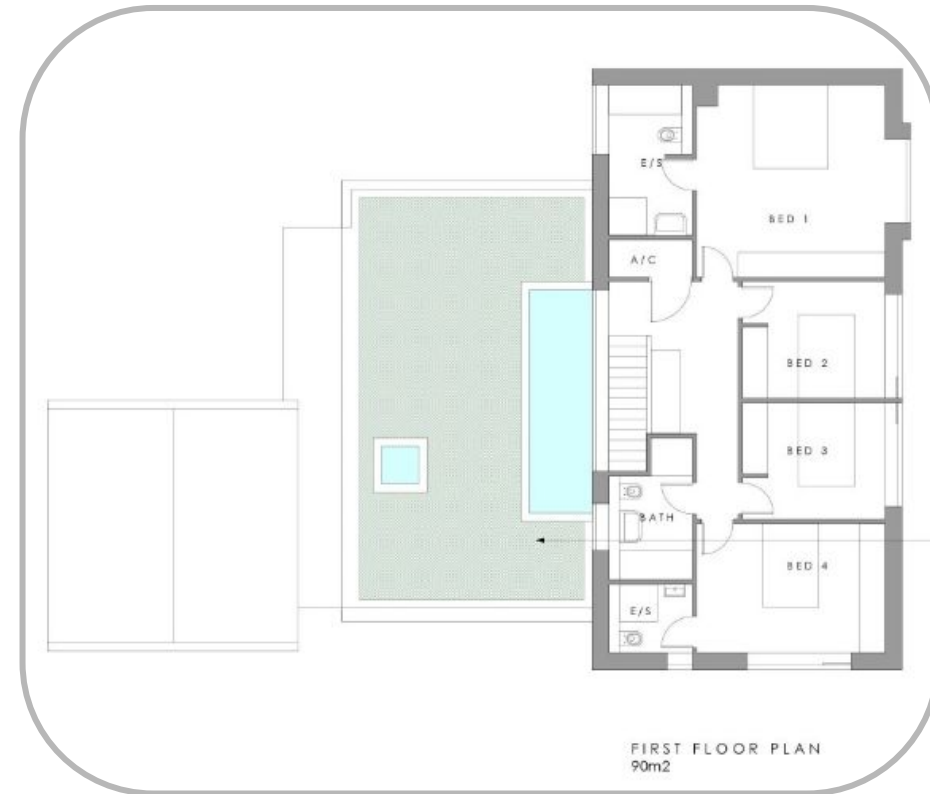 E/S
BED 1
A/C
BED 2
BED 3
BATH
BED 4
E/S
FIRST FLOOR PLAN
90m2